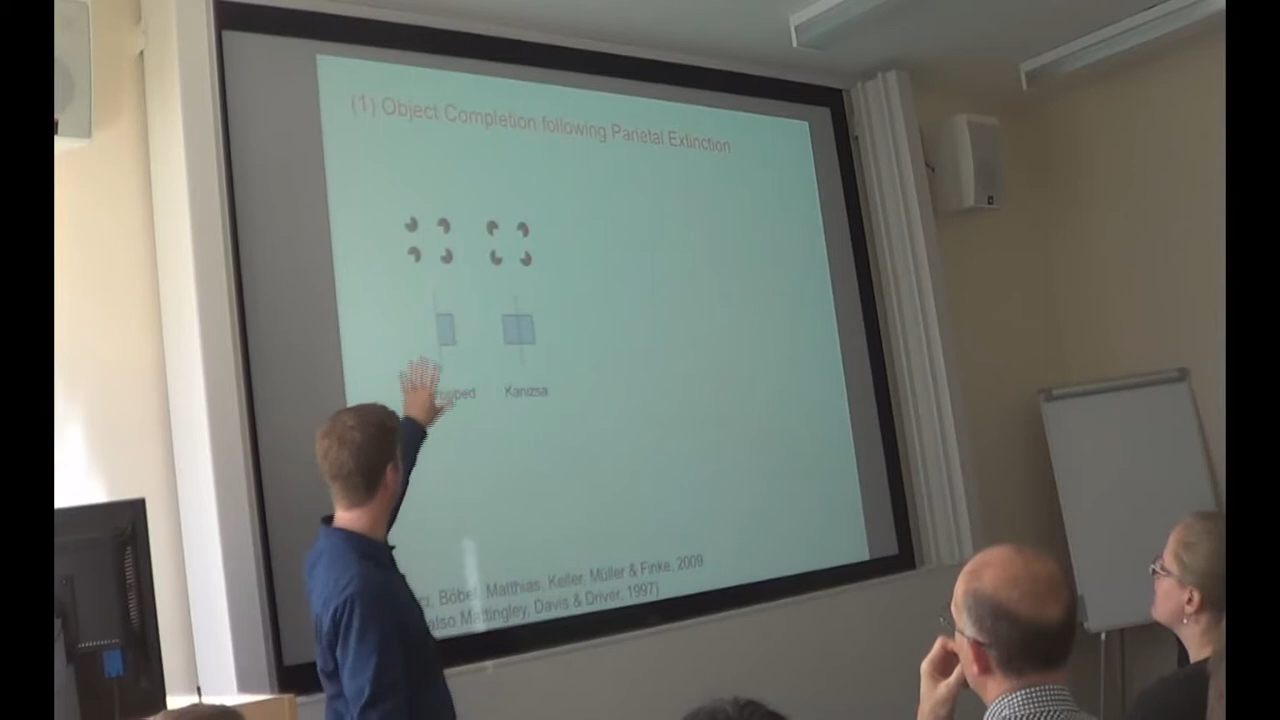 (1) Object Completion following Parietal Extinction
Kanizsa
Böbel, Matthias, Keller, Müller & Finke, 2009
also Mattingley, Davis & Driver, 1997)